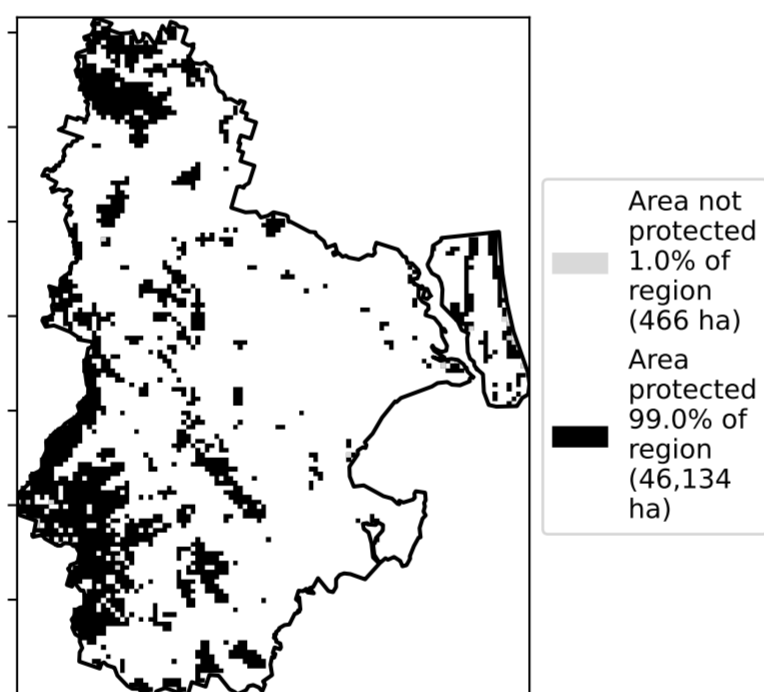 Area not
protected
1.0% of
region
(466 ha)
Area
protected
99.0% of
region
(46,134
ha)